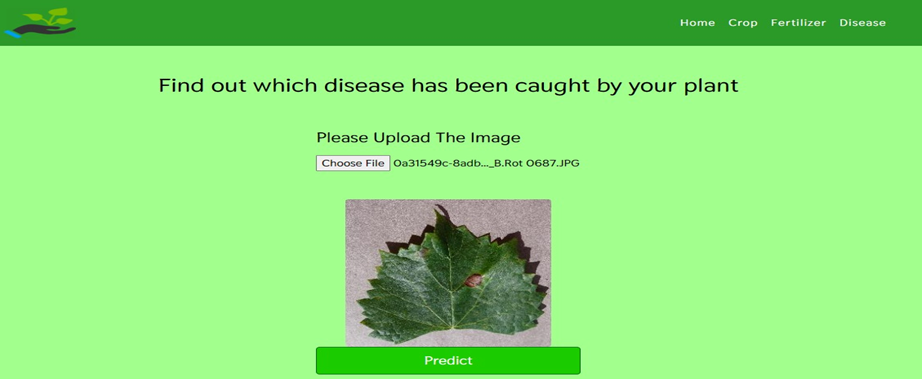 Home Crop Fertilizer Disease
Find out which disease has been caught by your plant
Please Upload The Image
Choose File 0a31549c-8adb..._B.Rot 0687.JPG
Predict